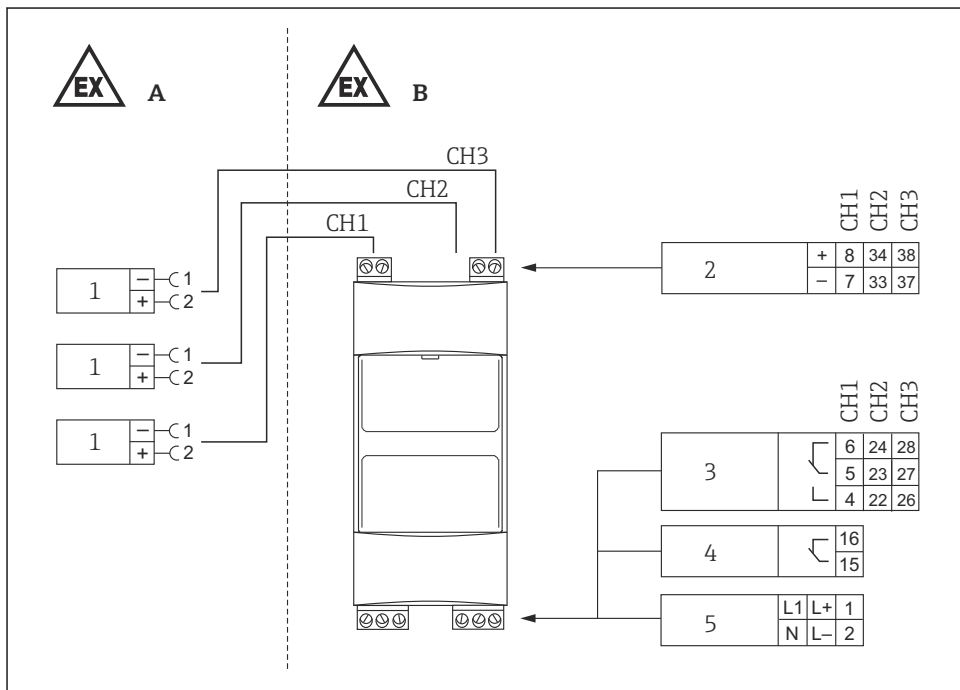 EX A
EX B
CH3
CH2
CH1
1 − 1
+ 2
1 − 1
+ 2
1 − 1
+ 2
CH1 CH2 CH3
2 + 8 34 38
− 7 33 37
CH1 CH2 CH3
3 6 24 28
5 23 27
4 22 26
4 16
15
5 L1 L+ 1
N L− 2